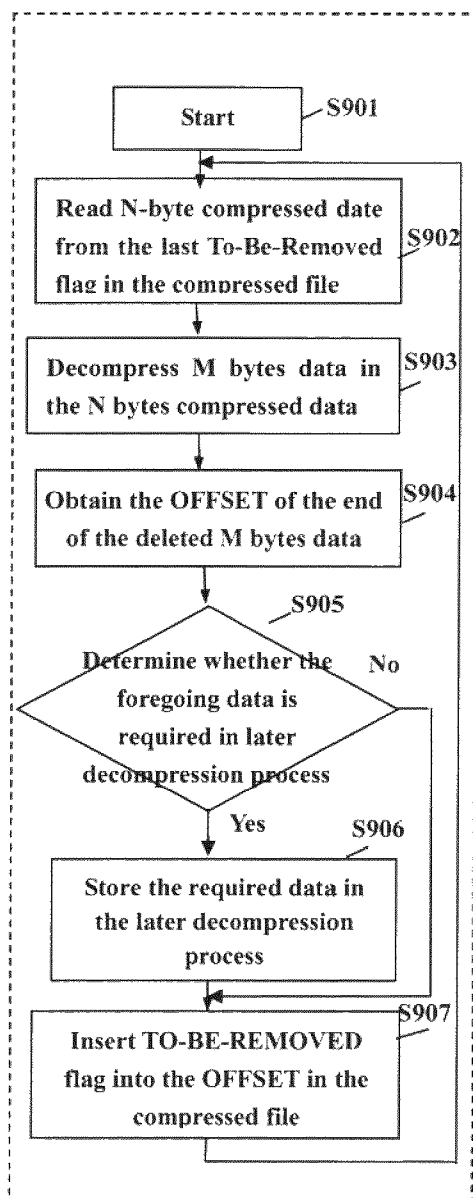 Start
S901
Read N-byte compressed date
from the last To-Be-Removed
flag in the compressed file
S902
Decompress M bytes data in
the N bytes compressed data
S903
Obtain the OFFSET of the end
of the deleted M bytes data
S904
S905
Determine whether the
foregoing data is
required in later
decompression process
No
Yes
S906
Store the required data in
the later decompression
process
S907
Insert TO-BE-REMOVED
flag into the OFFSET in the
compressed file